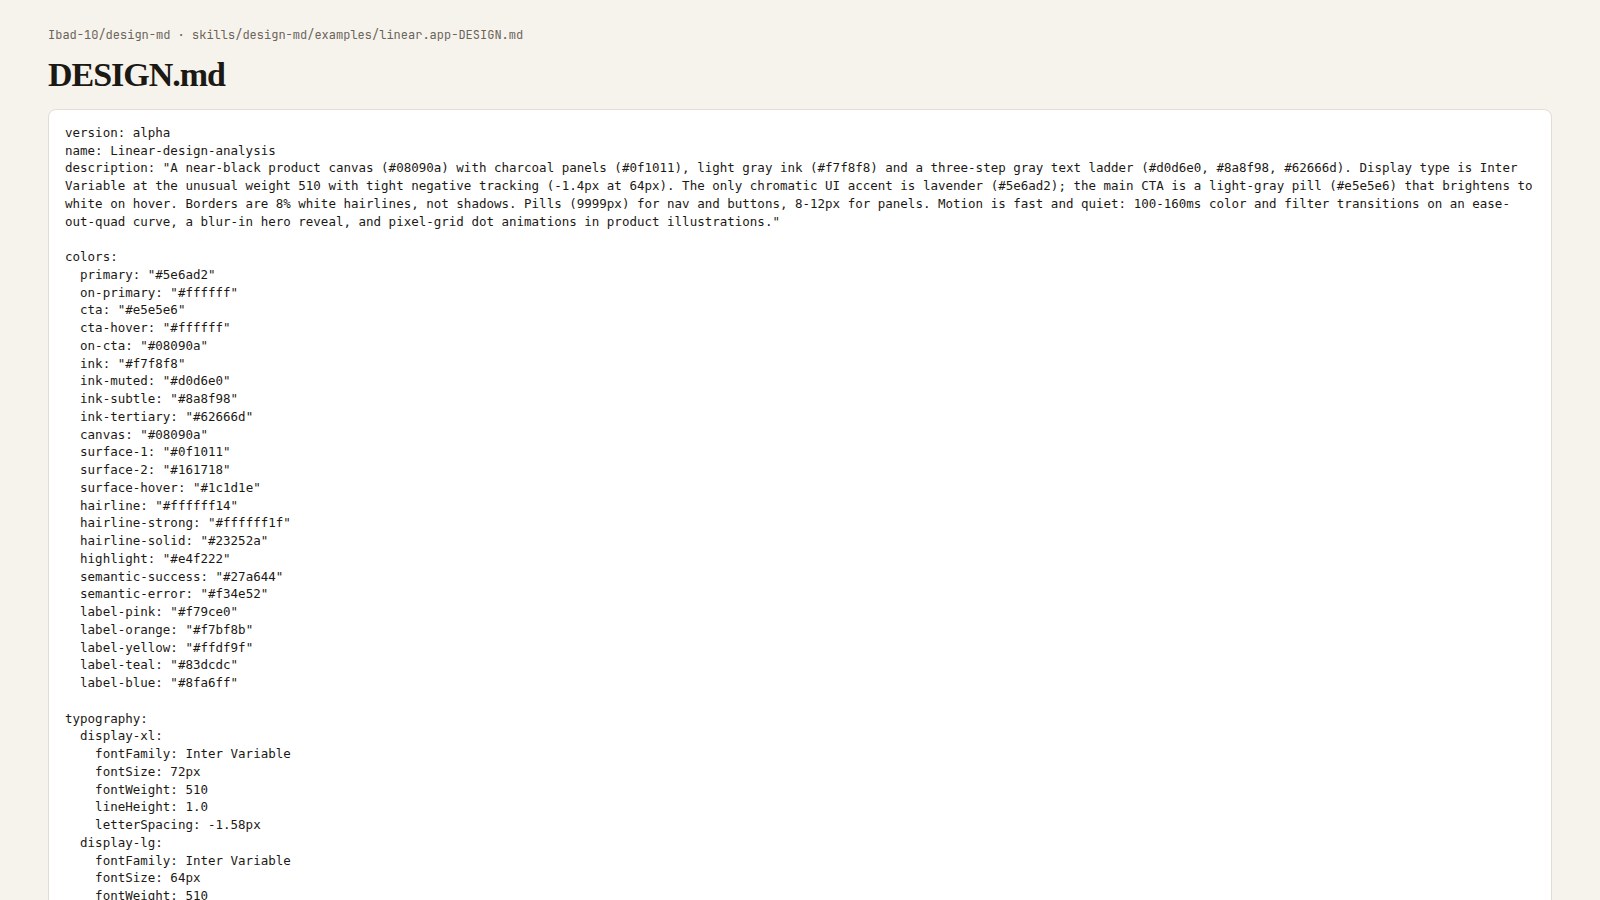 Ibad-10/design-md · skills/design-md/examples/linear.app-DESIGN.md
DESIGN.md
version: alpha
name: Linear-design-analysis
description: "A near-black product canvas (#08090a) with charcoal panels (#0f1011), light gray ink (#f7f8f8) and a three-step gray text ladder (#d0d6e0, #8a8f98, #62666d). Display type is Inter
Variable at the unusual weight 510 with tight negative tracking (-1.4px at 64px). The only chromatic UI accent is lavender (#5e6ad2); the main CTA is a light-gray pill (#e5e5e6) that brightens to
white on hover. Borders are 8% white hairlines, not shadows. Pills (9999px) for nav and buttons, 8-12px for panels. Motion is fast and quiet: 100-160ms color and filter transitions on an ease-
out-quad curve, a blur-in hero reveal, and pixel-grid dot animations in product illustrations."

colors:
  primary: "#5e6ad2"
  on-primary: "#ffffff"
  cta: "#e5e5e6"
  cta-hover: "#ffffff"
  on-cta: "#08090a"
  ink: "#f7f8f8"
  ink-muted: "#d0d6e0"
  ink-subtle: "#8a8f98"
  ink-tertiary: "#62666d"
  canvas: "#08090a"
  surface-1: "#0f1011"
  surface-2: "#161718"
  surface-hover: "#1c1d1e"
  hairline: "#ffffff14"
  hairline-strong: "#ffffff1f"
  hairline-solid: "#23252a"
  highlight: "#e4f222"
  semantic-success: "#27a644"
  semantic-error: "#f34e52"
  label-pink: "#f79ce0"
  label-orange: "#f7bf8b"
  label-yellow: "#ffdf9f"
  label-teal: "#83dcdc"
  label-blue: "#8fa6ff"

typography:
  display-xl:
    fontFamily: Inter Variable
    fontSize: 72px
    fontWeight: 510
    lineHeight: 1.0
    letterSpacing: -1.58px
  display-lg:
    fontFamily: Inter Variable
    fontSize: 64px
    fontWeight: 510